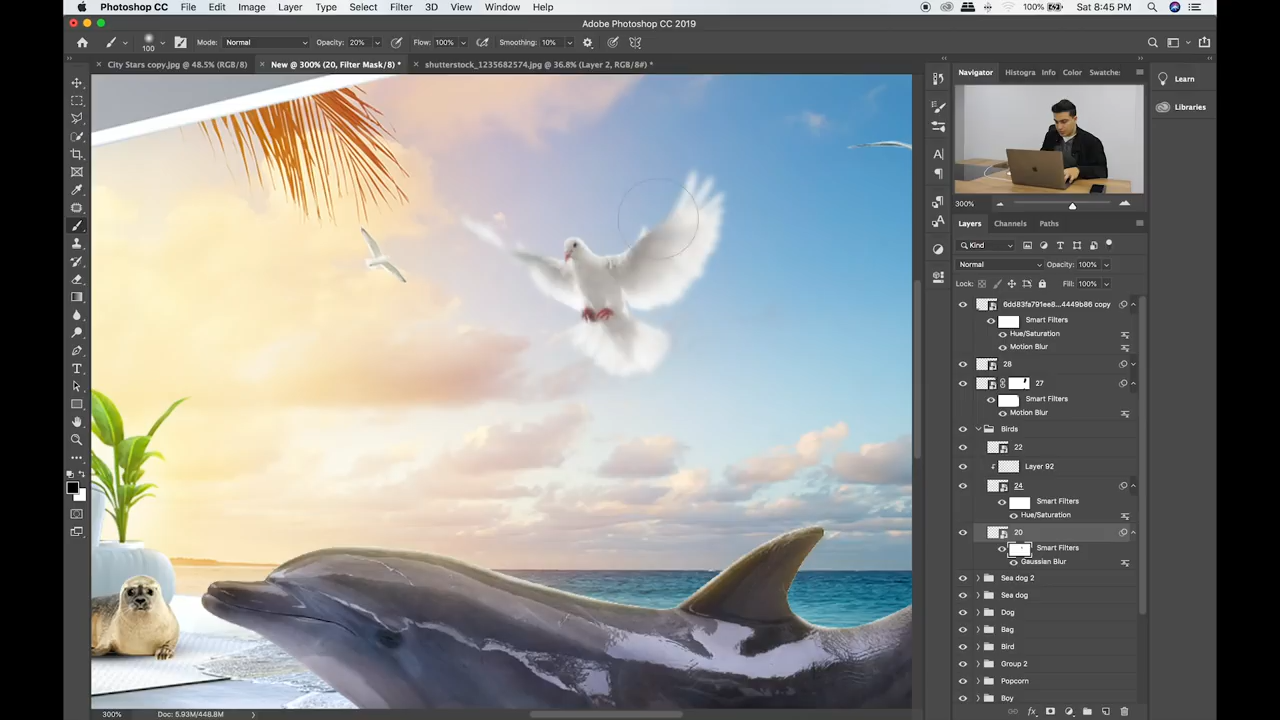 Photoshop CC File Edit Image Layer Type Select Filter 3D View Window Help 100% Sat 8:45 PM
Adobe Photoshop CC 2019
100 Mode: Normal Opacity: 20% Flow: 100% Smoothing: 10%
City Stars copy.jpg @ 48.5% (RGB/8) New @ 300% (20, Filter Mask/8) * shutterstock_1235682574.jpg @ 36.8% (Layer 2, RGB/8#) *
Navigator Histogra Info Color Swatche
Learn
Libraries
300%
Layers Channels Paths
Kind
Normal Opacity: 100%
Lock: Fill: 100%
6dd83fa791ee8...4449b86 copy
Smart Filters
Hue/Saturation
Motion Blur
28
27
Smart Filters
Motion Blur
Birds
22
Layer 92
24
Smart Filters
Hue/Saturation
20
Smart Filters
Gaussian Blur
Sea dog 2
Sea dog
Dog
Bag
Bird
Group 2
Popcorn
Boy
300% Doc: 5.93M/448.8M